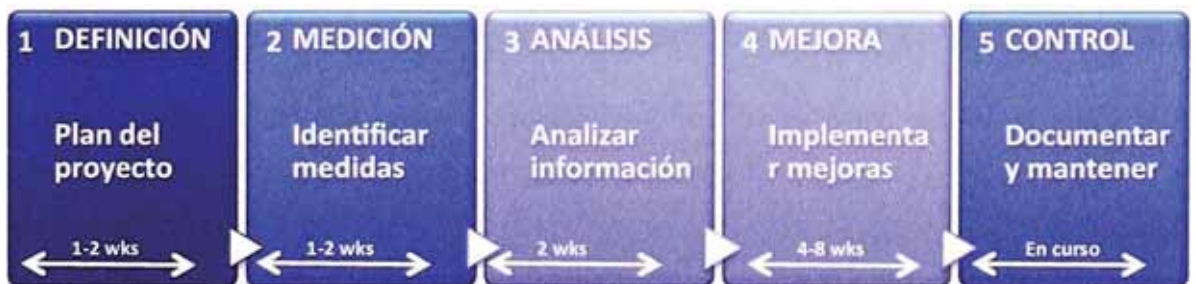 1 DEFINICIÓN
Plan del
proyecto
1-2 wks
2 MEDICIÓN
Identificar
medidas
1-2 wks
3 ANÁLISIS
Analizar
información
2 wks
4 MEJORA
Implementa
r mejoras
4-8 wks
5 CONTROL
Documentar
y mantener
En curso